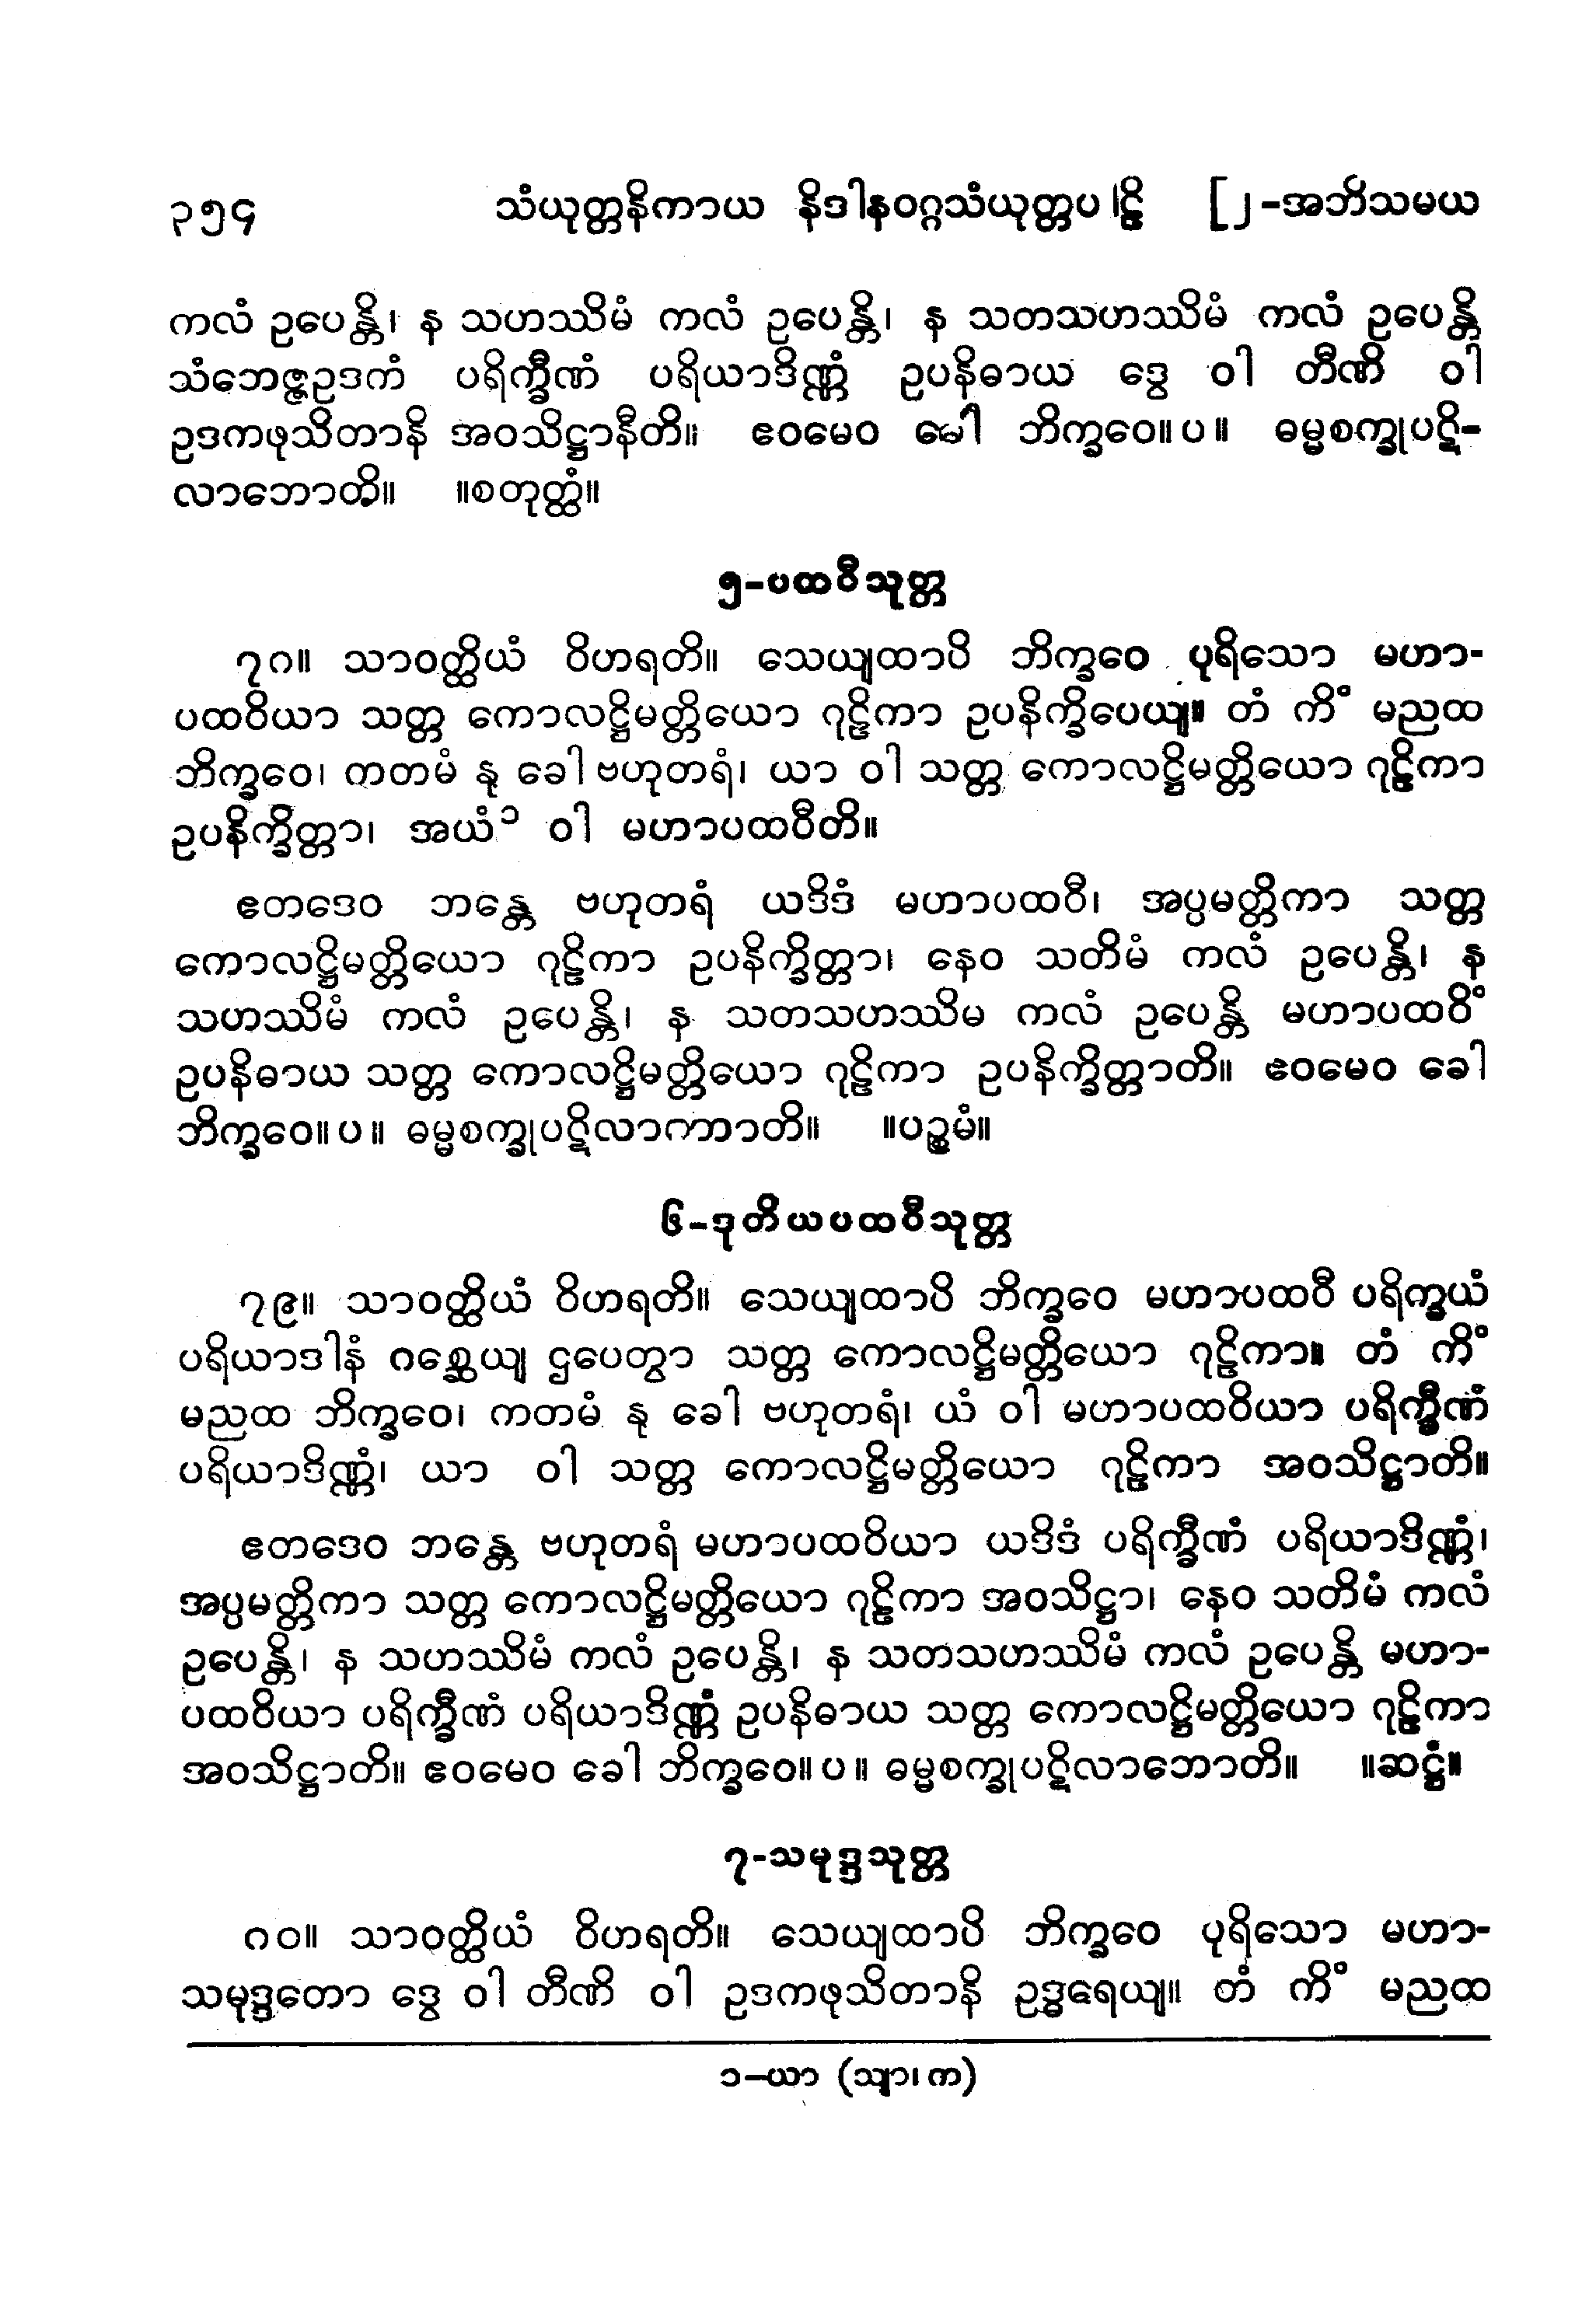 ၃၅၄ သံယုတ္တနိကာယ နိဒါနဝဂ္ဂသံယုတ္တပါဠိ [၂-အဘိသမယ
ကလံ ဥပေန္တိ၊ န သဟဿိမံ ကလံ ဥပေန္တိ၊ န သတသဟဿိမံ ကလံ ဥပေန္တိ
သံဘေဇ္ဇဥဒကံ ပရိက္ခီဏံ ပရိယာဒိဏ္ဏံ ဥပနိဓာယ ဒွေ ဝါ တီဏိ ဝါ
ဥဒကဖုသိတာနိ အဝသိဋ္ဌာနီတိ။ ဧဝမေဝ ခေါ ဘိက္ခဝေ။ပ။ ဓမ္မစက္ခုပဋိ-
လာဘောတိ။ ။စတုတ္ထံ။
၅-ပထဝီသုတ္တ
၇၈။ သာဝတ္ထိယံ ဝိဟရတိ။ သေယျထာပိ ဘိက္ခဝေ ပုရိသော မဟာ-
ပထဝိယာ သတ္တ ကောလဋ္ဌိမတ္တိယော ဂုဠိကာ ဥပနိက္ခိပေယျ။ တံ ကိံ မညထ
ဘိက္ခဝေ၊ ကတမံ နု ခေါ ဗဟုတရံ၊ ယာ ဝါ သတ္တ ကောလဋ္ဌိမတ္တိယော ဂုဠိကာ
ဥပနိက္ခိတ္တာ၊ အယံ၁ ဝါ မဟာပထဝီတိ။
ဧတဒေဝ ဘန္တေ ဗဟုတရံ ယဒိဒံ မဟာပထဝီ၊ အပ္ပမတ္တိကာ သတ္တ
ကောလဋ္ဌိမတ္တိယော ဂုဠိကာ ဥပနိက္ခိတ္တာ၊ နေဝ သတိမံ ကလံ ဥပေန္တိ၊ န
သဟဿိမံ ကလံ ဥပေန္တိ၊ န သတသဟဿိမ ကလံ ဥပေန္တိ မဟာပထဝိံ
ဥပနိဓာယ သတ္တ ကောလဋ္ဌိမတ္တိယော ဂုဠိကာ ဥပနိက္ခိတ္တာတိ။ ဧဝမေဝ ခေါ
ဘိက္ခဝေ။ပ။ ဓမ္မစက္ခုပဋိလာဘောတိ။ ။ပဉ္စမံ။
၆-ဒုတိယပထဝီသုတ္တ
၇၉။ သာဝတ္ထိယံ ဝိဟရတိ။ သေယျထာပိ ဘိက္ခဝေ မဟာပထဝီ ပရိက္ခယံ
ပရိယာဒါနံ ဂစ္ဆေယျ ဌပေတွာ သတ္တ ကောလဋ္ဌိမတ္တိယော ဂုဠိကာ။ တံ ကိံ
မညထ ဘိက္ခဝေ၊ ကတမံ နု ခေါ ဗဟုတရံ၊ ယံ ဝါ မဟာပထဝိယာ ပရိက္ခီဏံ
ပရိယာဒိဏ္ဏံ၊ ယာ ဝါ သတ္တ ကောလဋ္ဌိမတ္တိယော ဂုဠိကာ အဝသိဋ္ဌာတိ။
ဧတဒေဝ ဘန္တေ ဗဟုတရံ မဟာပထဝိယာ ယဒိဒံ ပရိက္ခီဏံ ပရိယာဒိဏ္ဏံ၊
အပ္ပမတ္တိကာ သတ္တ ကောလဋ္ဌိမတ္တိယော ဂုဠိကာ အဝသိဋ္ဌာ၊ နေဝ သတိမံ ကလံ
ဥပေန္တိ၊ န သဟဿိမံ ကလံ ဥပေန္တိ၊ န သတသဟဿိမံ ကလံ ဥပေန္တိ မဟာ-
ပထဝိယာ ပရိက္ခီဏံ ပရိယာဒိဏ္ဏံ ဥပနိဓာယ သတ္တ ကောလဋ္ဌိမတ္တိယော ဂုဠိကာ
အဝသိဋ္ဌာတိ။ ဧဝမေဝ ခေါ ဘိက္ခဝေ။ပ။ ဓမ္မစက္ခုပဋိလာဘောတိ။ ။ဆဋ္ဌံ။
၇-သမုဒ္ဒသုတ္တ
၈၀။ သာဝတ္ထိယံ ဝိဟရတိ။ သေယျထာပိ ဘိက္ခဝေ ပုရိသော မဟာ-
သမုဒ္ဒတော ဒွေ ဝါ တီဏိ ဝါ ဥဒကဖုသိတာနိ ဥဒ္ဓရေယျ။ တံ ကိံ မညထ
၁-ယာ (သျာ၊ က)